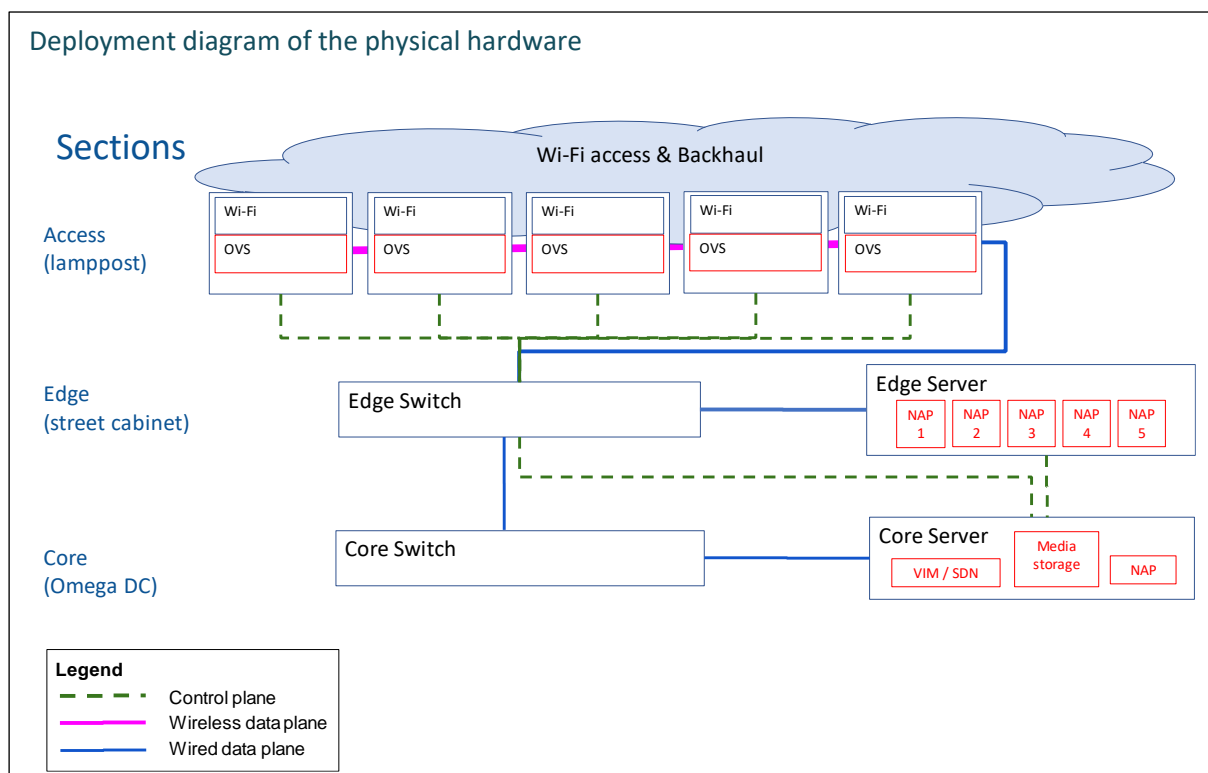 Deployment diagram of the physical hardware
Sections
Wi-Fi access & Backhaul
Wi-Fi
Wi-Fi
Wi-Fi
Wi-Fi
Wi-Fi
Access
(lamppost)
OVS
OVS
OVS
OVS
OVS
Edge
(street cabinet)
Edge Switch
Edge Server
NAP
1
NAP
2
NAP
3
NAP
4
NAP
5
Core
(Omega DC)
Core Switch
Core Server
VIM / SDN
Media
storage
NAP
Legend
Control plane
Wireless data plane
Wired data plane